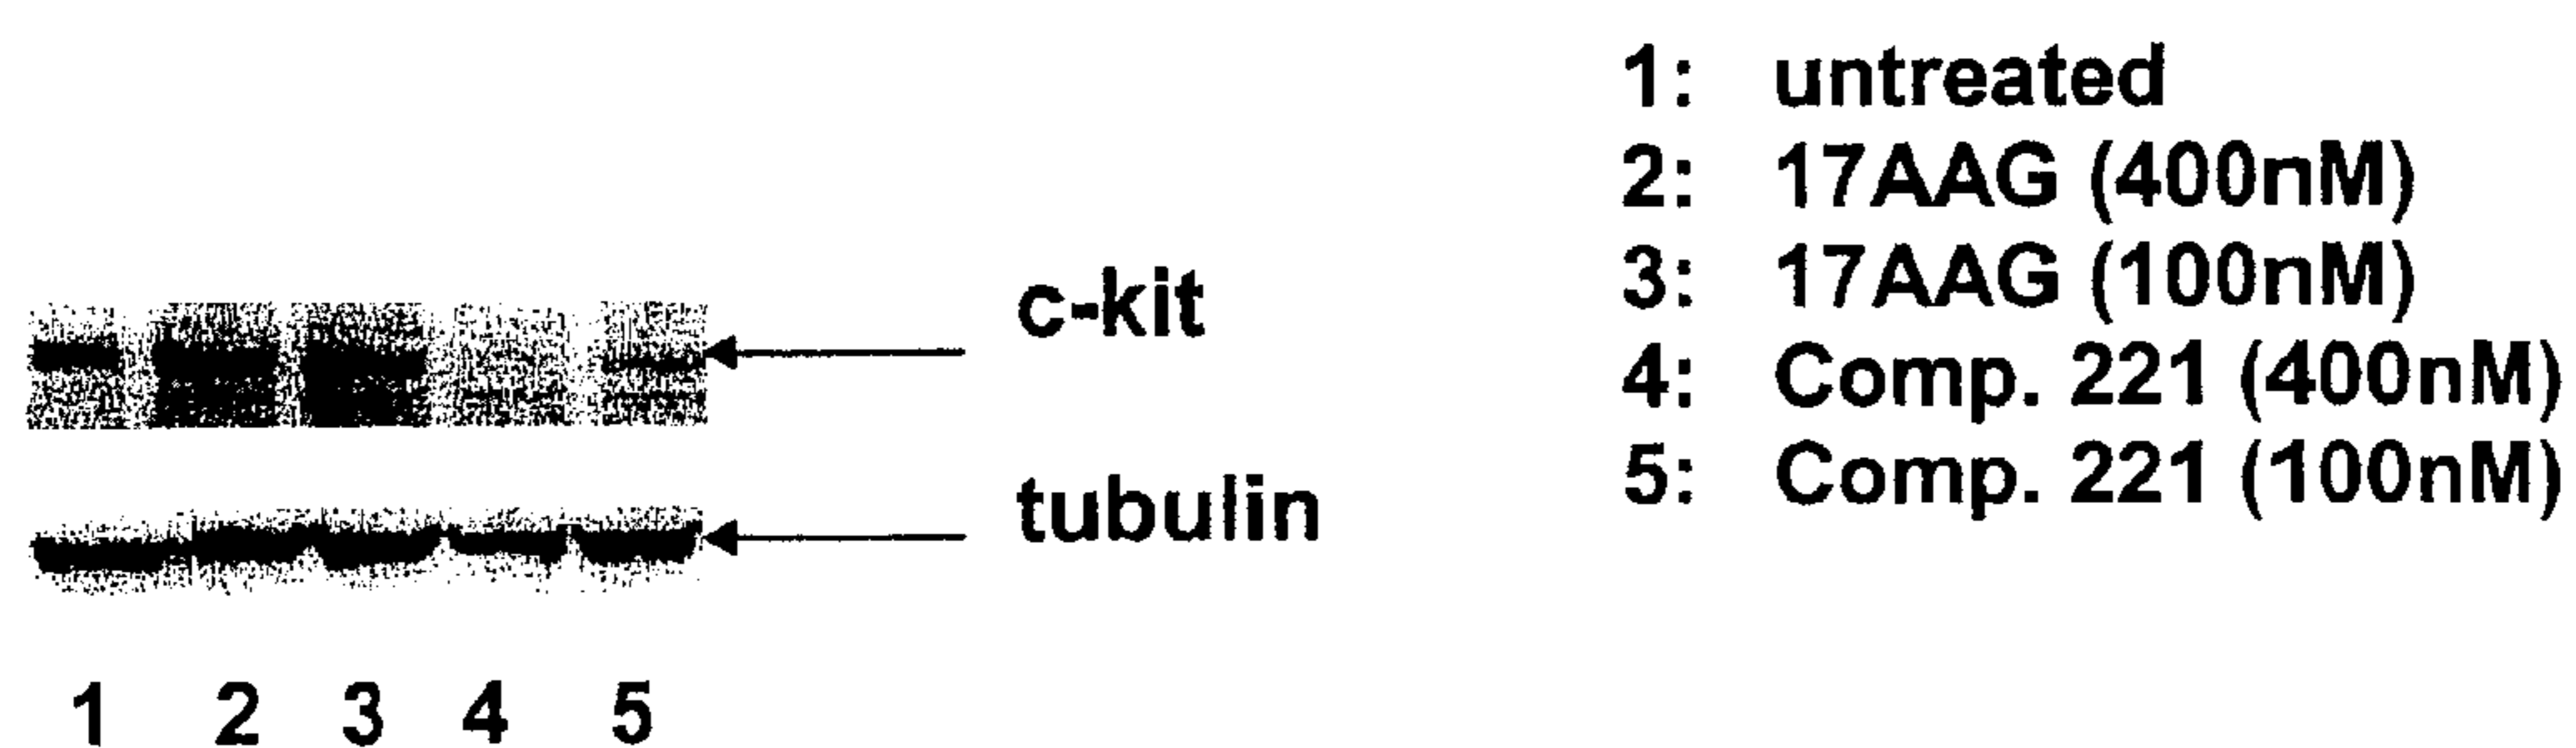 c-kit
tubulin
1 2 3 4 5
1: untreated
2: 17AAG (400nM)
3: 17AAG (100nM)
4: Comp. 221 (400nM)
5: Comp. 221 (100nM)